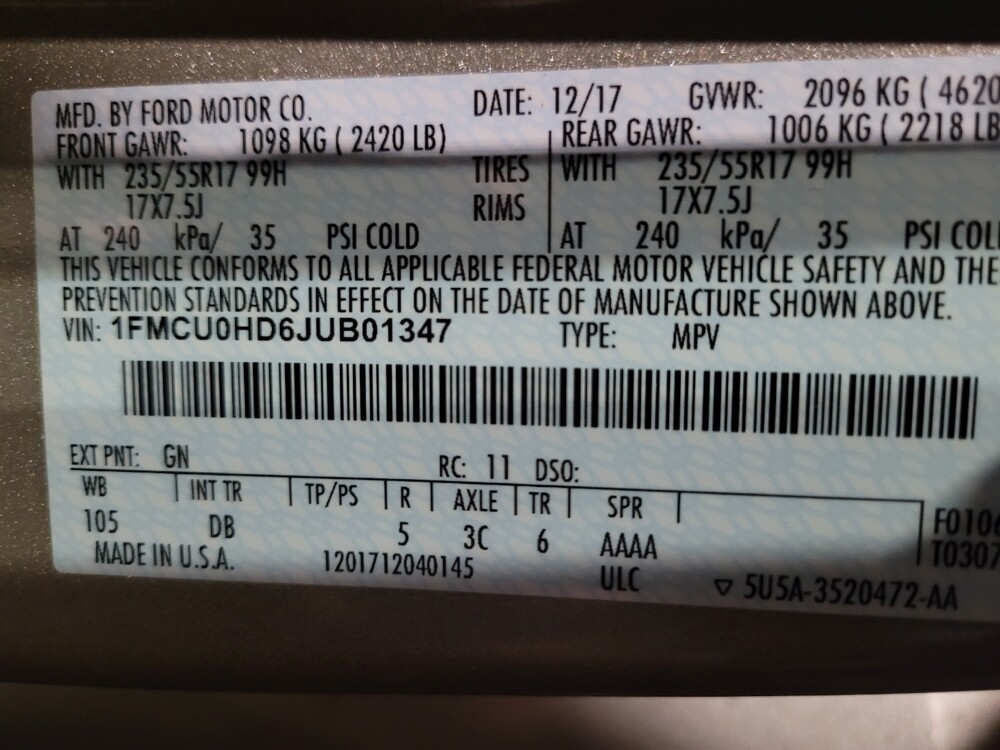 MFD. BY FORD MOTOR CO. DATE: 12/17 GVWR: 2096 KG ( 4620
FRONT GAWR: 1098 KG ( 2420 LB) REAR GAWR: 1006 KG ( 2218 LB
WITH 235/55R17 99H TIRES WITH 235/55R17 99H
17X7.5J RIMS 17X7.5J
AT 240 kPa/ 35 PSI COLD AT 240 kPa/ 35 PSI COL
THIS VEHICLE CONFORMS TO ALL APPLICABLE FEDERAL MOTOR VEHICLE SAFETY AND THE
PREVENTION STANDARDS IN EFFECT ON THE DATE OF MANUFACTURE SHOWN ABOVE.
VIN: 1FMCU0HD6JUB01347 TYPE: MPV
EXT PNT: GN RC: 11 DSO:
WB INT TR TP/PS R AXLE TR SPR
105 DB 5 3C 6 AAAA F010
MADE IN U.S.A. 1201712040145 ULC T0307
▽ 5U5A-3520472-AA